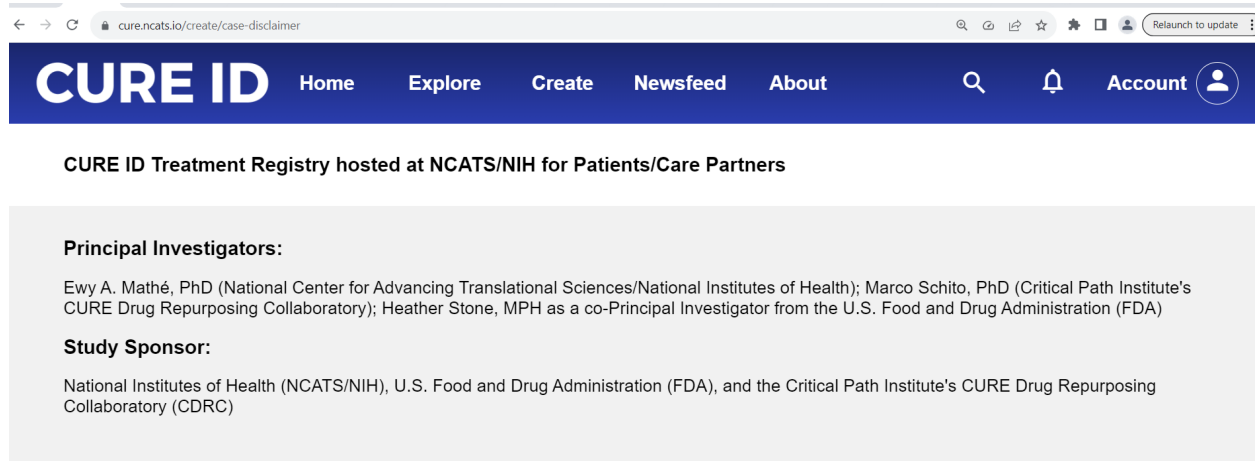 cure.ncats.io/create/case-disclaimer
Relaunch to update
CURE ID Home Explore Create Newsfeed About Account
CURE ID Treatment Registry hosted at NCATS/NIH for Patients/Care Partners
Principal Investigators:
Ewy A. Mathé, PhD (National Center for Advancing Translational Sciences/National Institutes of Health); Marco Schito, PhD (Critical Path Institute's
CURE Drug Repurposing Collaboratory); Heather Stone, MPH as a co-Principal Investigator from the U.S. Food and Drug Administration (FDA)
Study Sponsor:
National Institutes of Health (NCATS/NIH), U.S. Food and Drug Administration (FDA), and the Critical Path Institute's CURE Drug Repurposing
Collaboratory (CDRC)